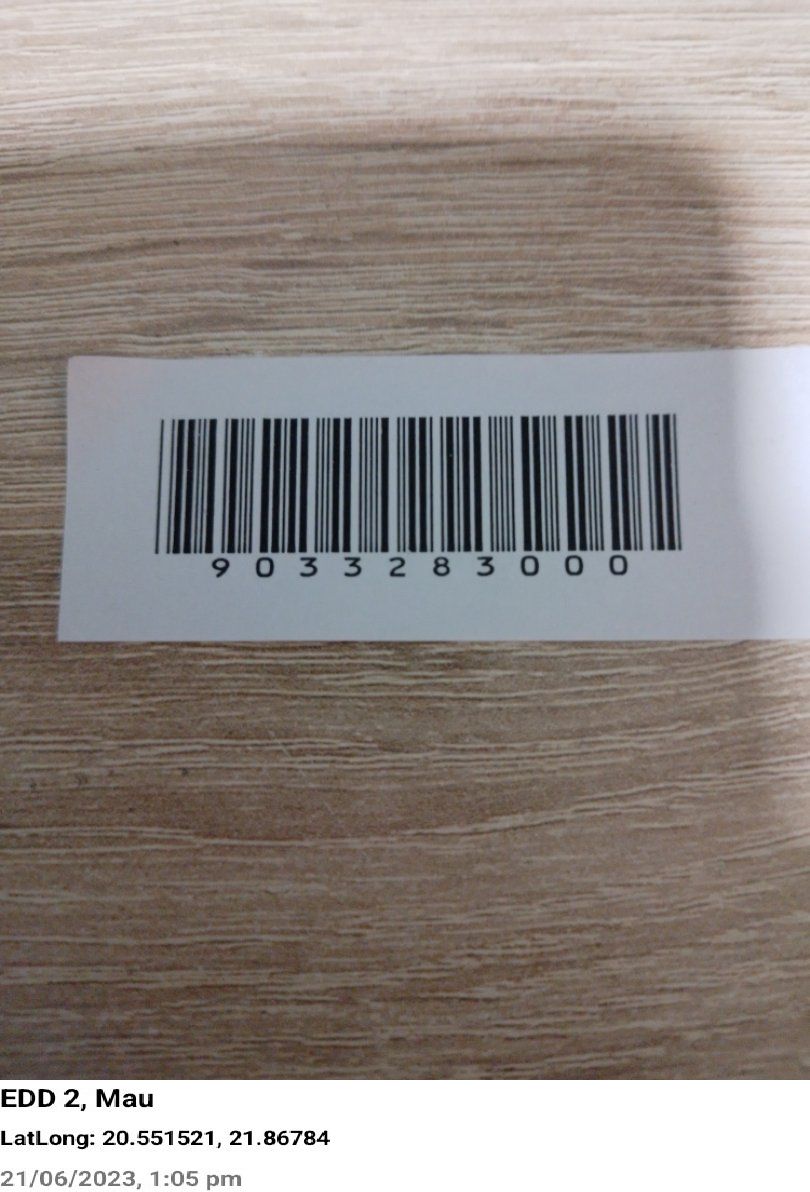 9033283000
EDD 2, Mau
LatLong: 20.551521, 21.86784
21/06/2023, 1:05 pm